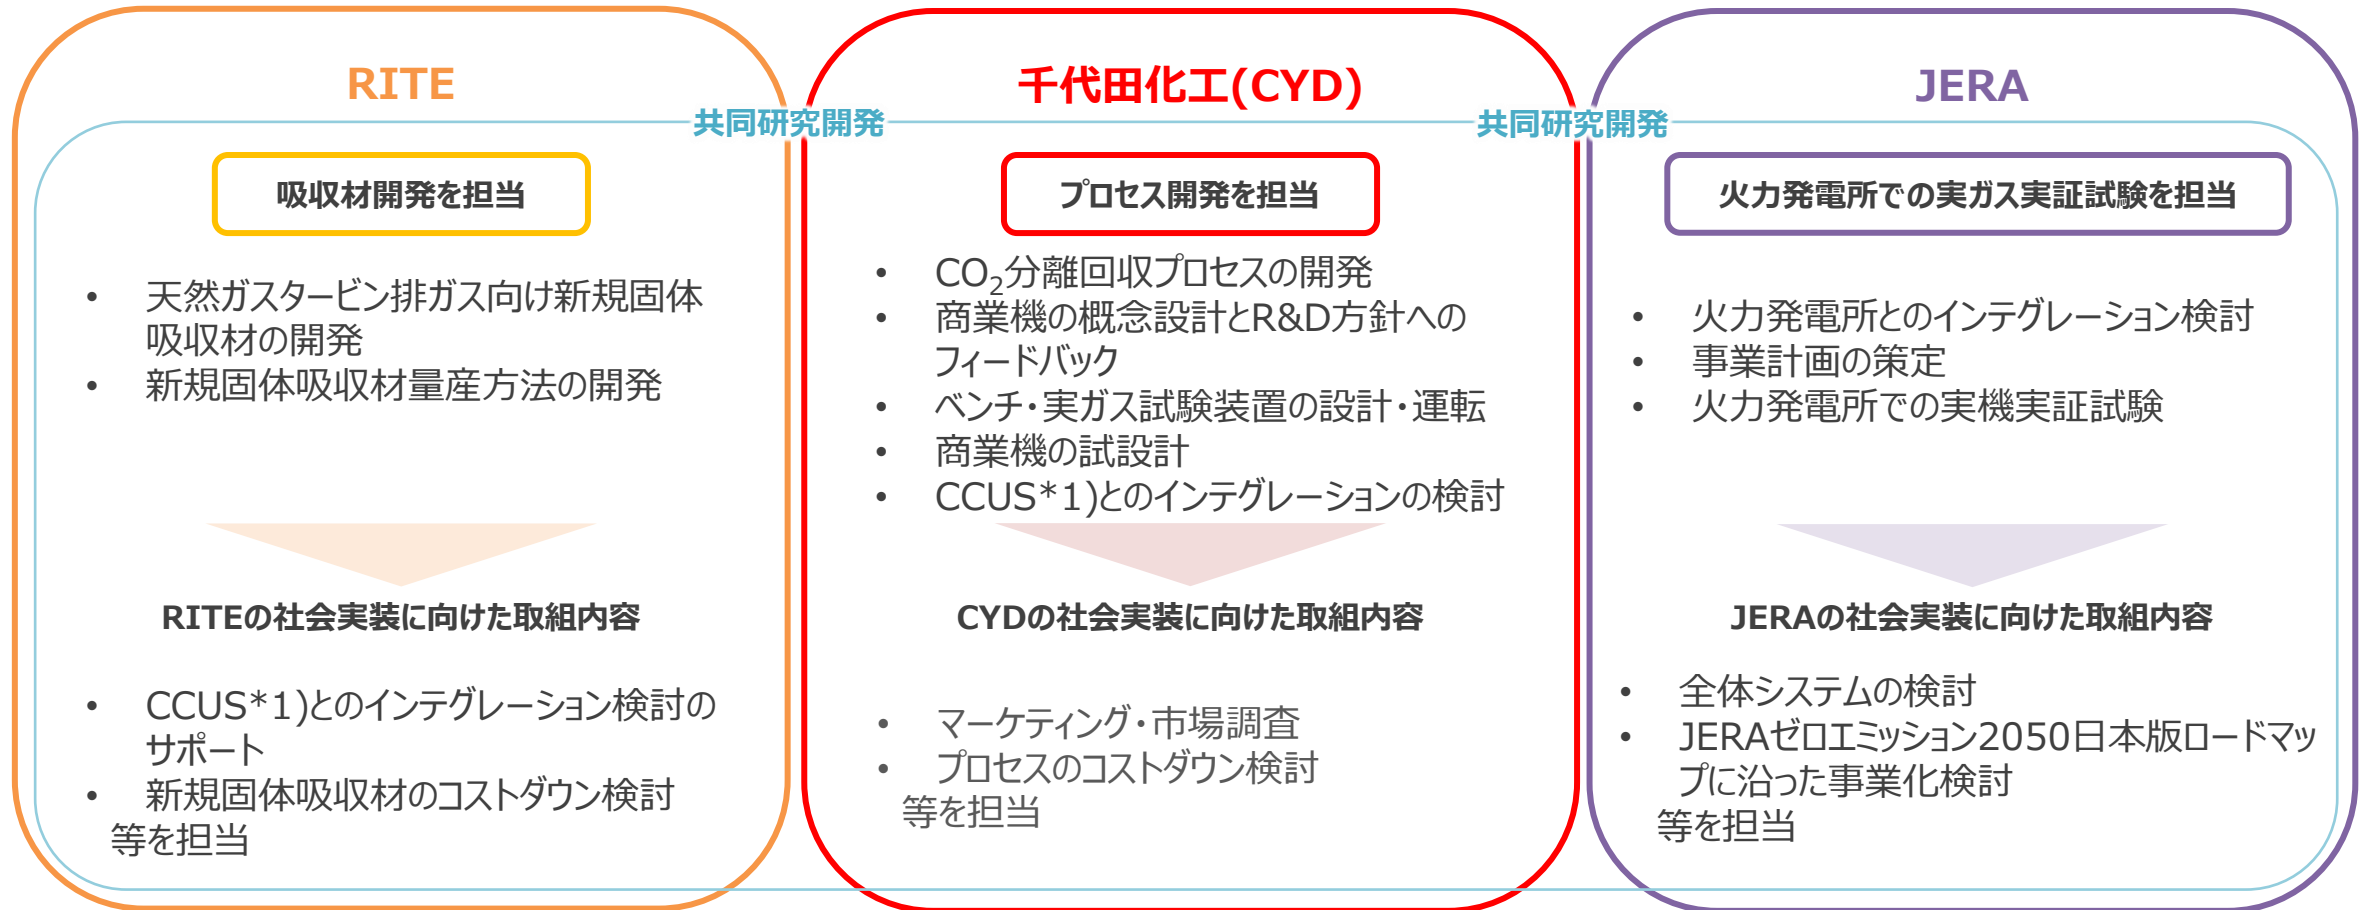 RITE
共同研究開発
吸収材開発を担当
• 天然ガスタービン排ガス向け新規固体
吸収材の開発
• 新規固体吸収材量産方法の開発
RITEの社会実装に向けた取組内容
• CCUS*1)とのインテグレーション検討の
サポート
• 新規固体吸収材のコストダウン検討
等を担当
千代田化工(CYD)
共同研究開発
プロセス開発を担当
• CO₂分離回収プロセスの開発
• 商業機の概念設計とR&D方針への
フィードバック
• ベンチ・実ガス試験装置の設計・運転
• 商業機の試設計
• CCUS*1)とのインテグレーションの検討
CYDの社会実装に向けた取組内容
• マーケティング・市場調査
• プロセスのコストダウン検討
等を担当
JERA
火力発電所での実ガス実証試験を担当
• 火力発電所とのインテグレーション検討
• 事業計画の策定
• 火力発電所での実機実証試験
JERAの社会実装に向けた取組内容
• 全体システムの検討
• JERAゼロエミッション2050日本版ロードマッ
プに沿った事業化検討
等を担当